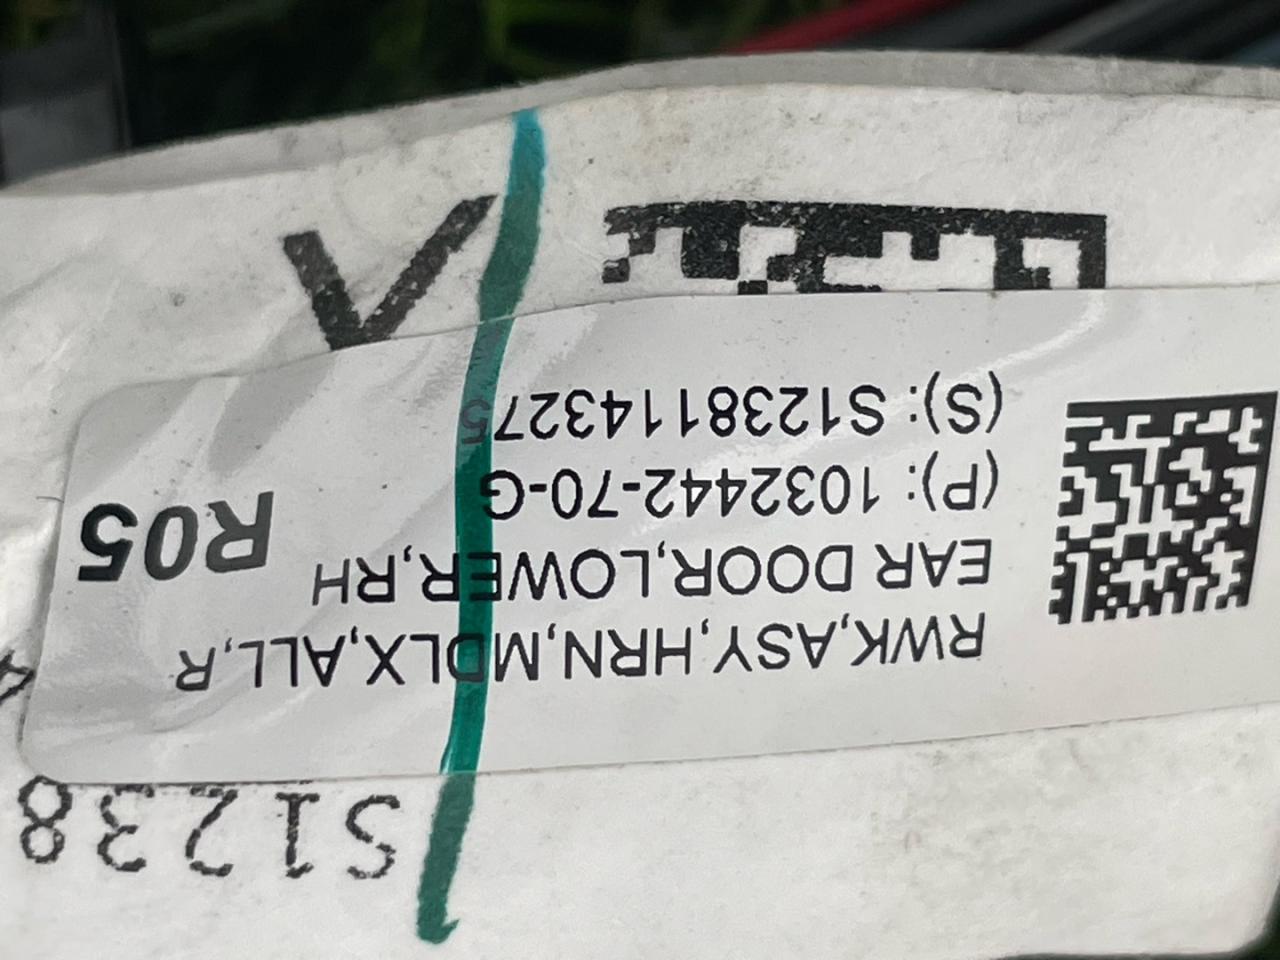 S1238
RWK,ASY,HRN,MDLX,ALL,R
EAR DOOR,LOWER,RH
(P): 1032442-70-G
(S): S12381143275
R05